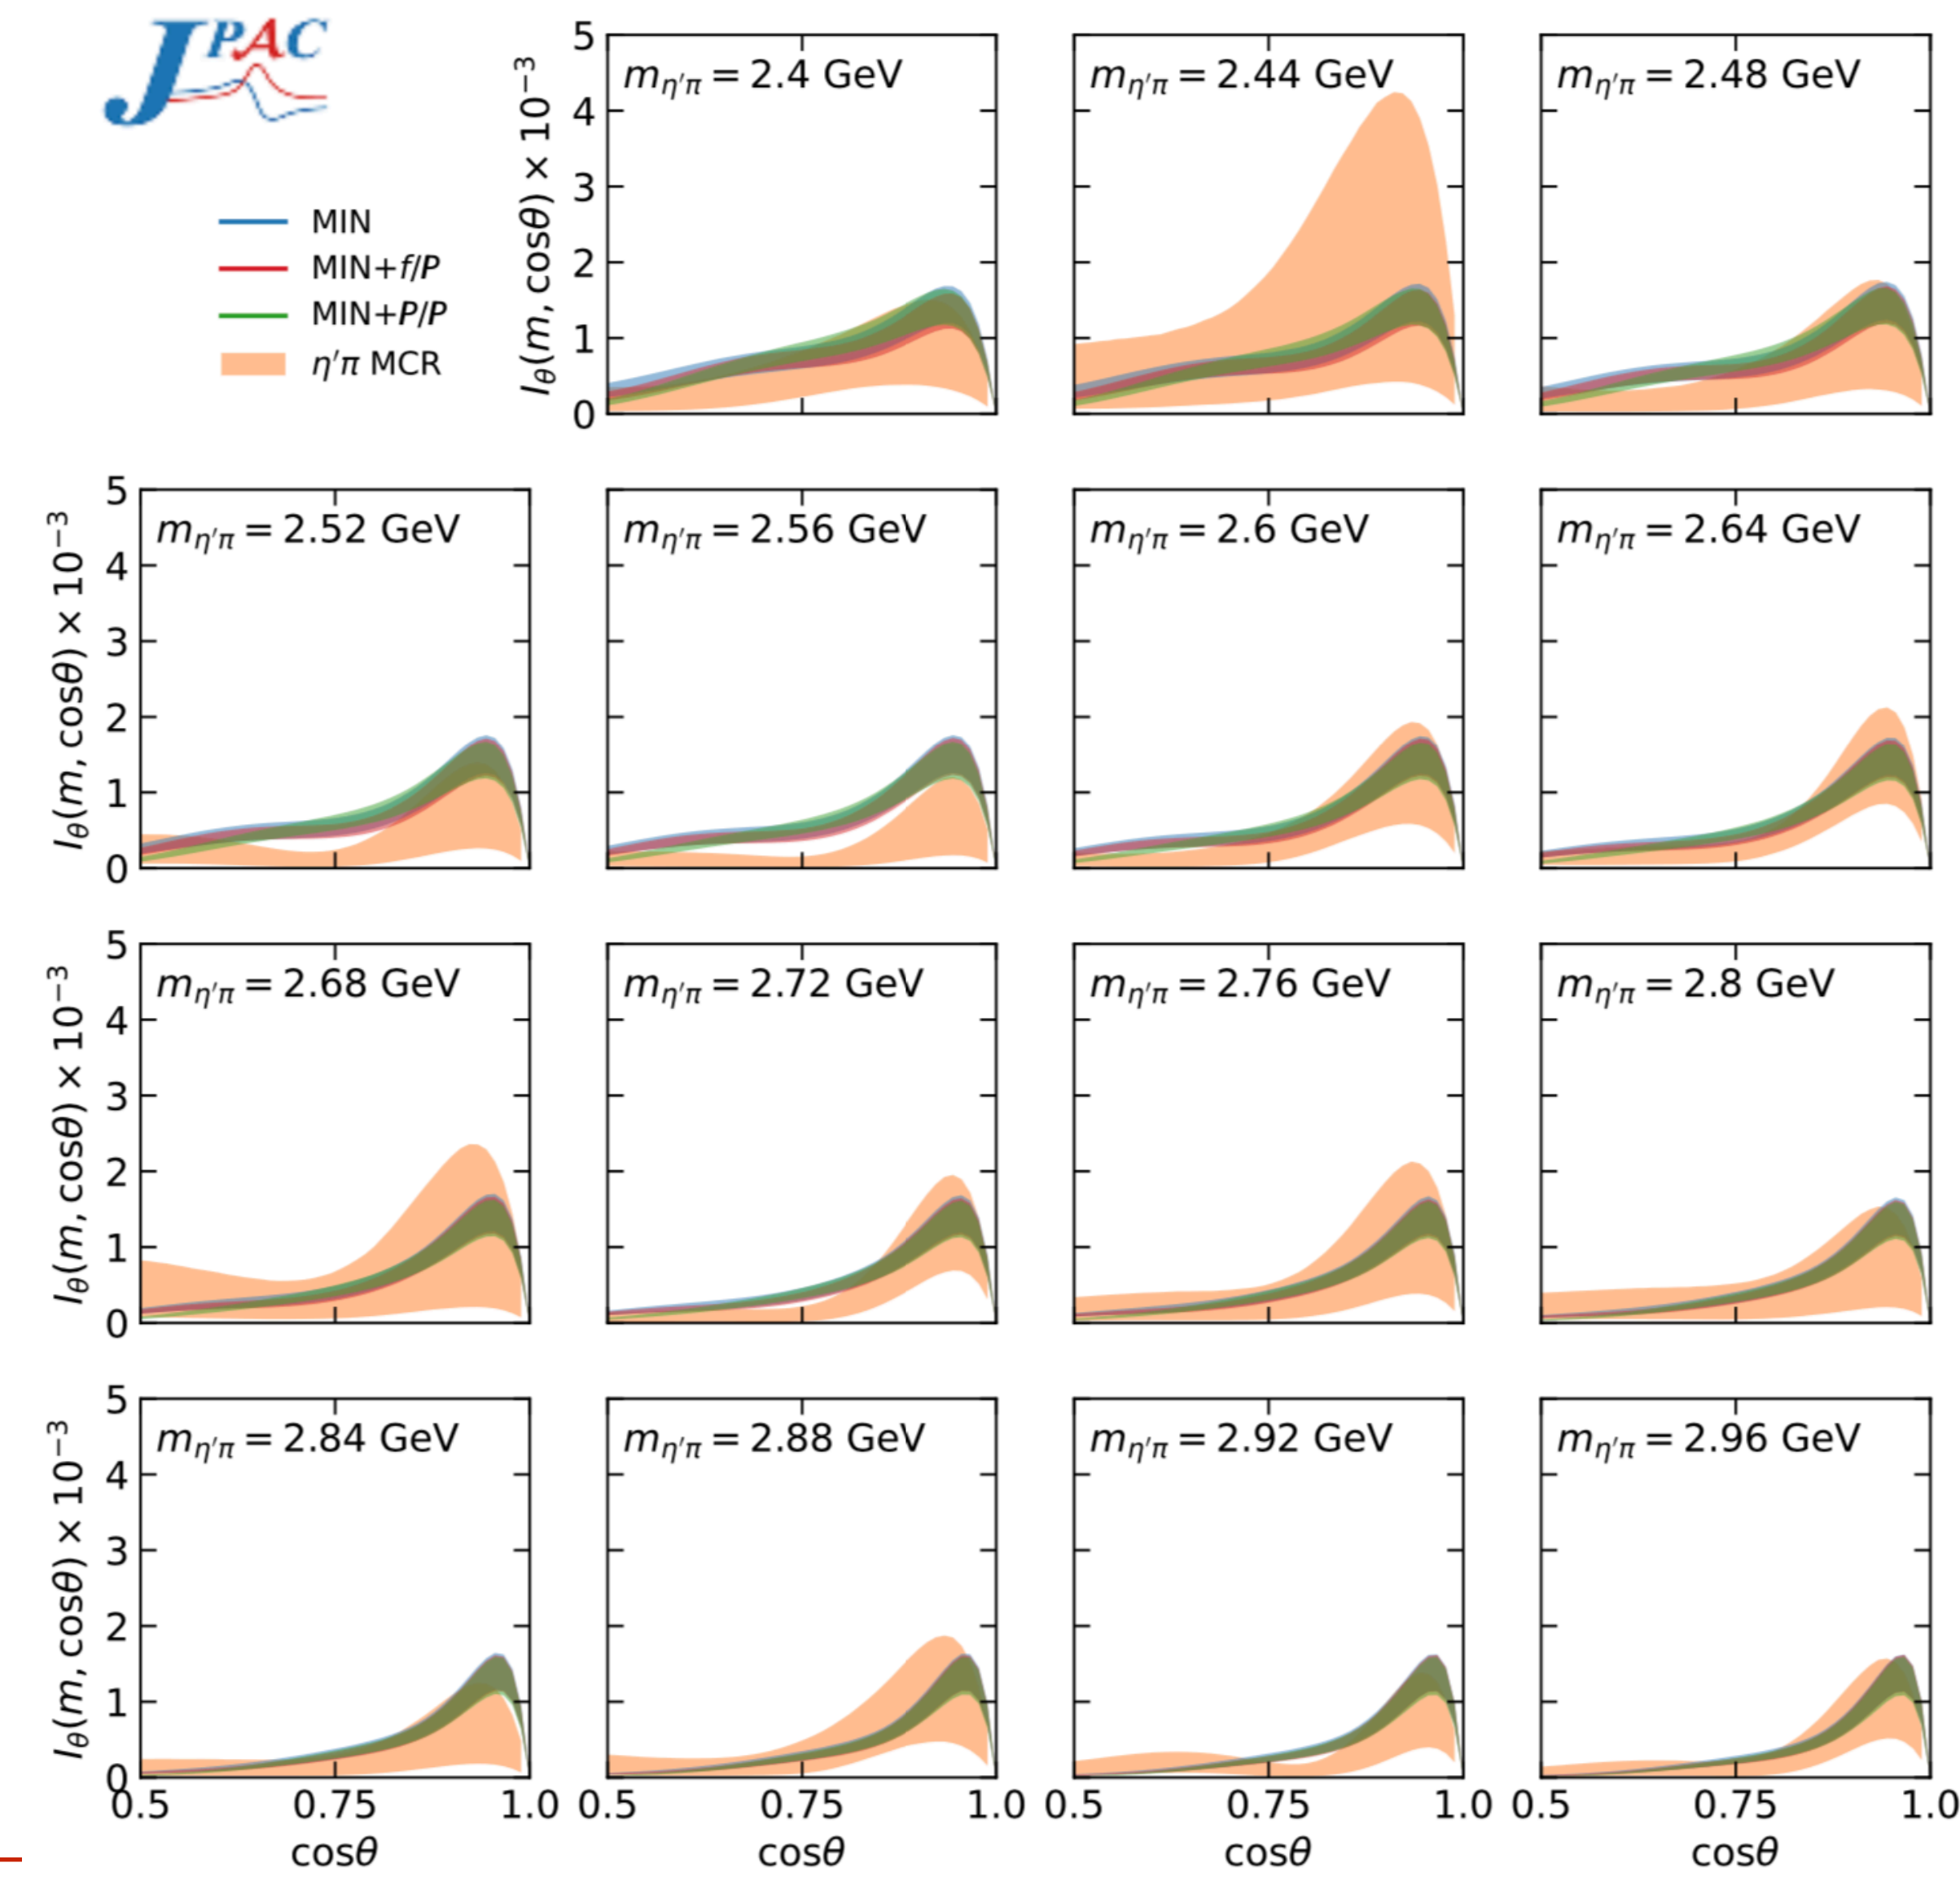 JPAC
MIN
MIN+f/P
MIN+P/P
η′π MCR
I_θ(m, cosθ) × 10⁻³
5
4
3
2
1
0
m_η′π = 2.4 GeV
m_η′π = 2.44 GeV
m_η′π = 2.48 GeV
I_θ(m, cosθ) × 10⁻³
5
4
3
2
1
0
m_η′π = 2.52 GeV
m_η′π = 2.56 GeV
m_η′π = 2.6 GeV
m_η′π = 2.64 GeV
I_θ(m, cosθ) × 10⁻³
5
4
3
2
1
0
m_η′π = 2.68 GeV
m_η′π = 2.72 GeV
m_η′π = 2.76 GeV
m_η′π = 2.8 GeV
I_θ(m, cosθ) × 10⁻³
5
4
3
2
1
0
m_η′π = 2.84 GeV
m_η′π = 2.88 GeV
m_η′π = 2.92 GeV
m_η′π = 2.96 GeV
0.5 0.75 1.0 0.5 0.75 1.0 0.5 0.75 1.0 0.5 0.75 1.0
cosθ cosθ cosθ cosθ